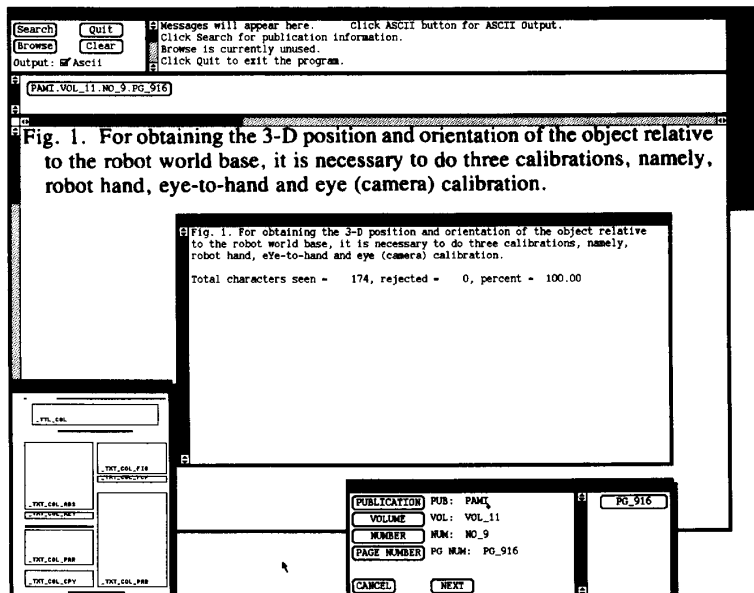 Search Quit
Browse Clear
Output: Ascii
Messages will appear here. Click ASCII button for ASCII Output.
Click Search for publication information.
Browse is currently unused.
Click Quit to exit the program.
PAMI.VOL_11.NO_9.PG_916
Fig. 1. For obtaining the 3-D position and orientation of the object relative
to the robot world base, it is necessary to do three calibrations, namely,
robot hand, eye-to-hand and eye (camera) calibration.
Fig. 1. For obtaining the 3-D position and orientation of the object relative
to the robot world base, it is necessary to do three calibrations, namely,
robot hand, eYe-to-hand and eye (camera) calibration.
Total characters seen = 174, rejected = 0, percent = 100.00
_TTL_COL
_TXT_COL_FIG
_TXT_COL_ABS
_TXT_COL_PAR
_TXT_COL_CPY
_TXT_COL_PAR
PUBLICATION PUB: PAMI
VOLUME VOL: VOL_11
NUMBER NUM: NO_9
PAGE NUMBER PG NUM: PG_916
CANCEL NEXT
PG_916